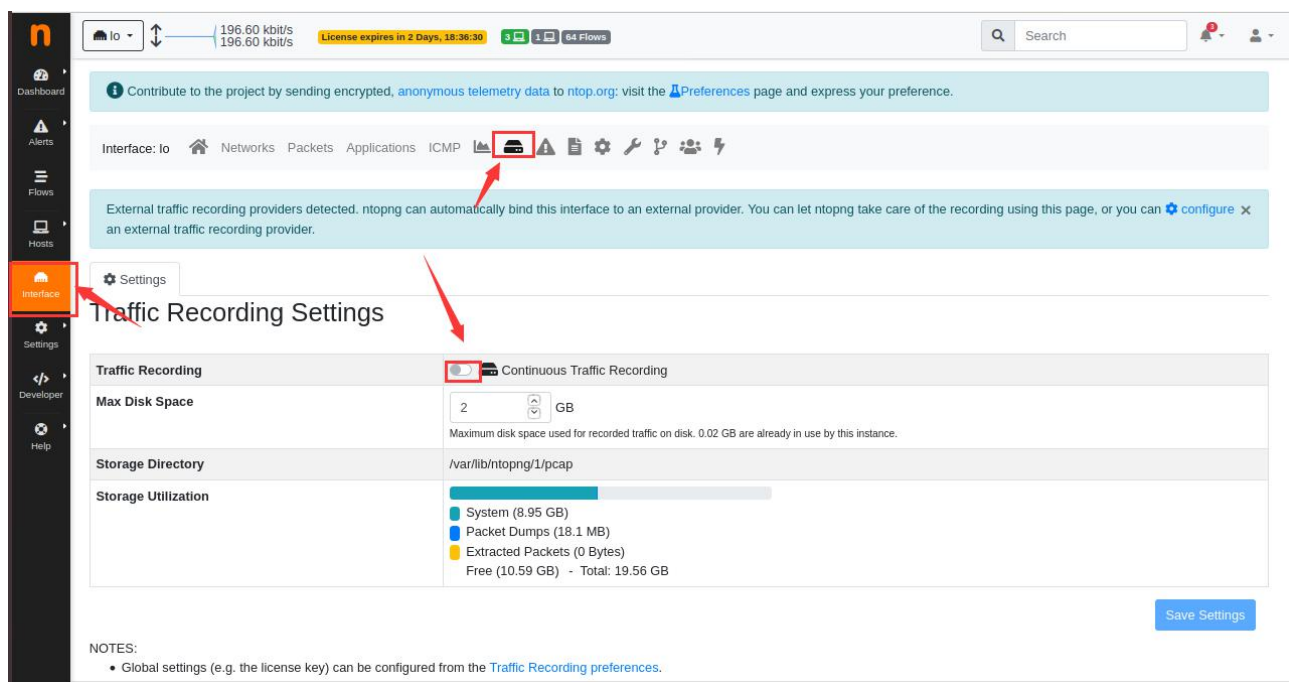 n
lo
196.60 kbit/s
196.60 kbit/s
License expires in 2 Days, 18:36:30
3
1
64 Flows
Search
3
Dashboard
Alerts
Flows
Hosts
Interface
Settings
Developer
Help
Contribute to the project by sending encrypted, anonymous telemetry data to ntop.org: visit the Preferences page and express your preference.
Interface: lo Networks Packets Applications ICMP
External traffic recording providers detected. ntopng can automatically bind this interface to an external provider. You can let ntopng take care of the recording using this page, or you can configure
an external traffic recording provider.
Settings
Traffic Recording Settings
Traffic Recording
Continuous Traffic Recording
Max Disk Space
2 GB
Maximum disk space used for recorded traffic on disk. 0.02 GB are already in use by this instance.
Storage Directory
/var/lib/ntopng/1/pcap
Storage Utilization
System (8.95 GB)
Packet Dumps (18.1 MB)
Extracted Packets (0 Bytes)
Free (10.59 GB) - Total: 19.56 GB
Save Settings
NOTES:
• Global settings (e.g. the license key) can be configured from the Traffic Recording preferences.